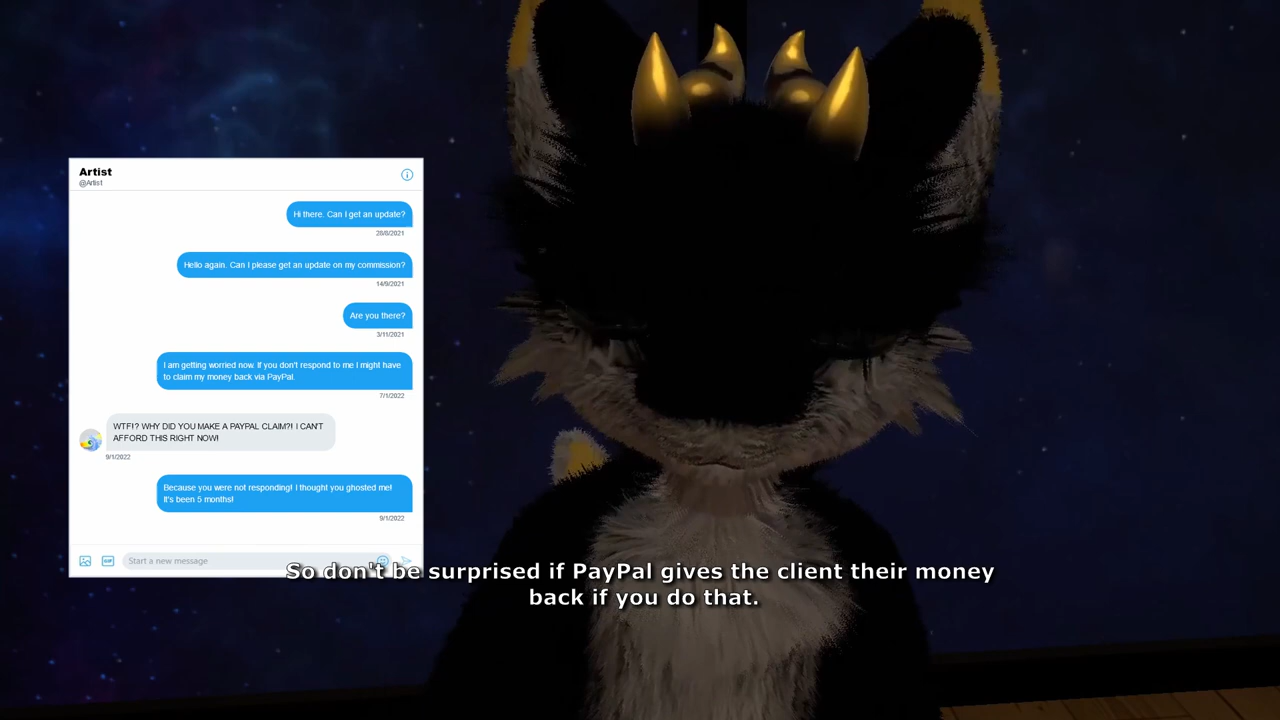 Artist
@Artist
Hi there. Can I get an update?
28/8/2021
Hello again. Can I please get an update on my commission?
14/9/2021
Are you there?
3/11/2021
I am getting worried now. If you don't respond to me I might have
to claim my money back via PayPal.
7/1/2022
WTF!? WHY DID YOU MAKE A PAYPAL CLAIM?! I CAN'T
AFFORD THIS RIGHT NOW!
9/1/2022
Because you were not responding! I thought you ghosted me!
It's been 5 months!
9/1/2022
GIF
Start a new message
So don't be surprised if PayPal gives the client their money
back if you do that.